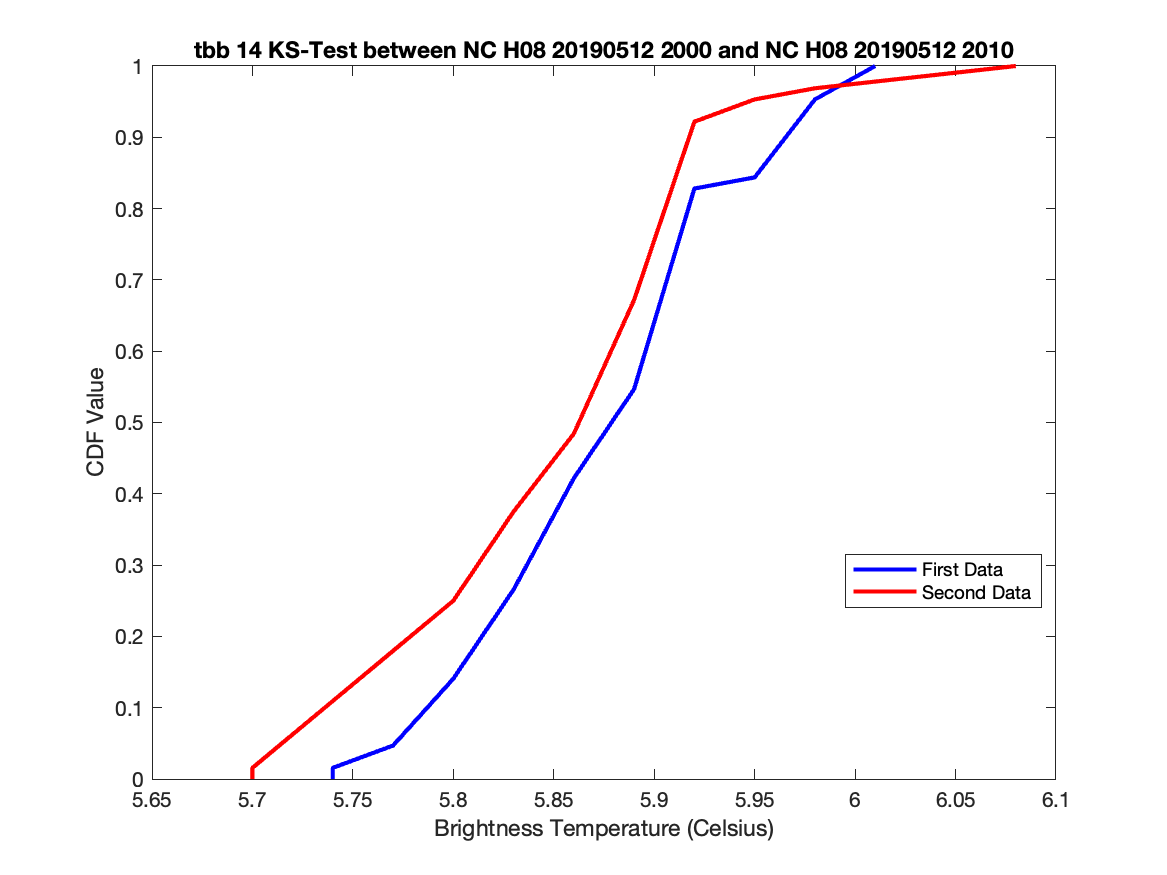 tbb 14 KS-Test between NC H08 20190512 2000 and NC H08 20190512 2010
1
0.9
0.8
0.7
0.6
0.5
0.4
0.3
0.2
0.1
0
CDF Value
First Data
Second Data
5.65 5.7 5.75 5.8 5.85 5.9 5.95 6 6.05 6.1
Brightness Temperature (Celsius)